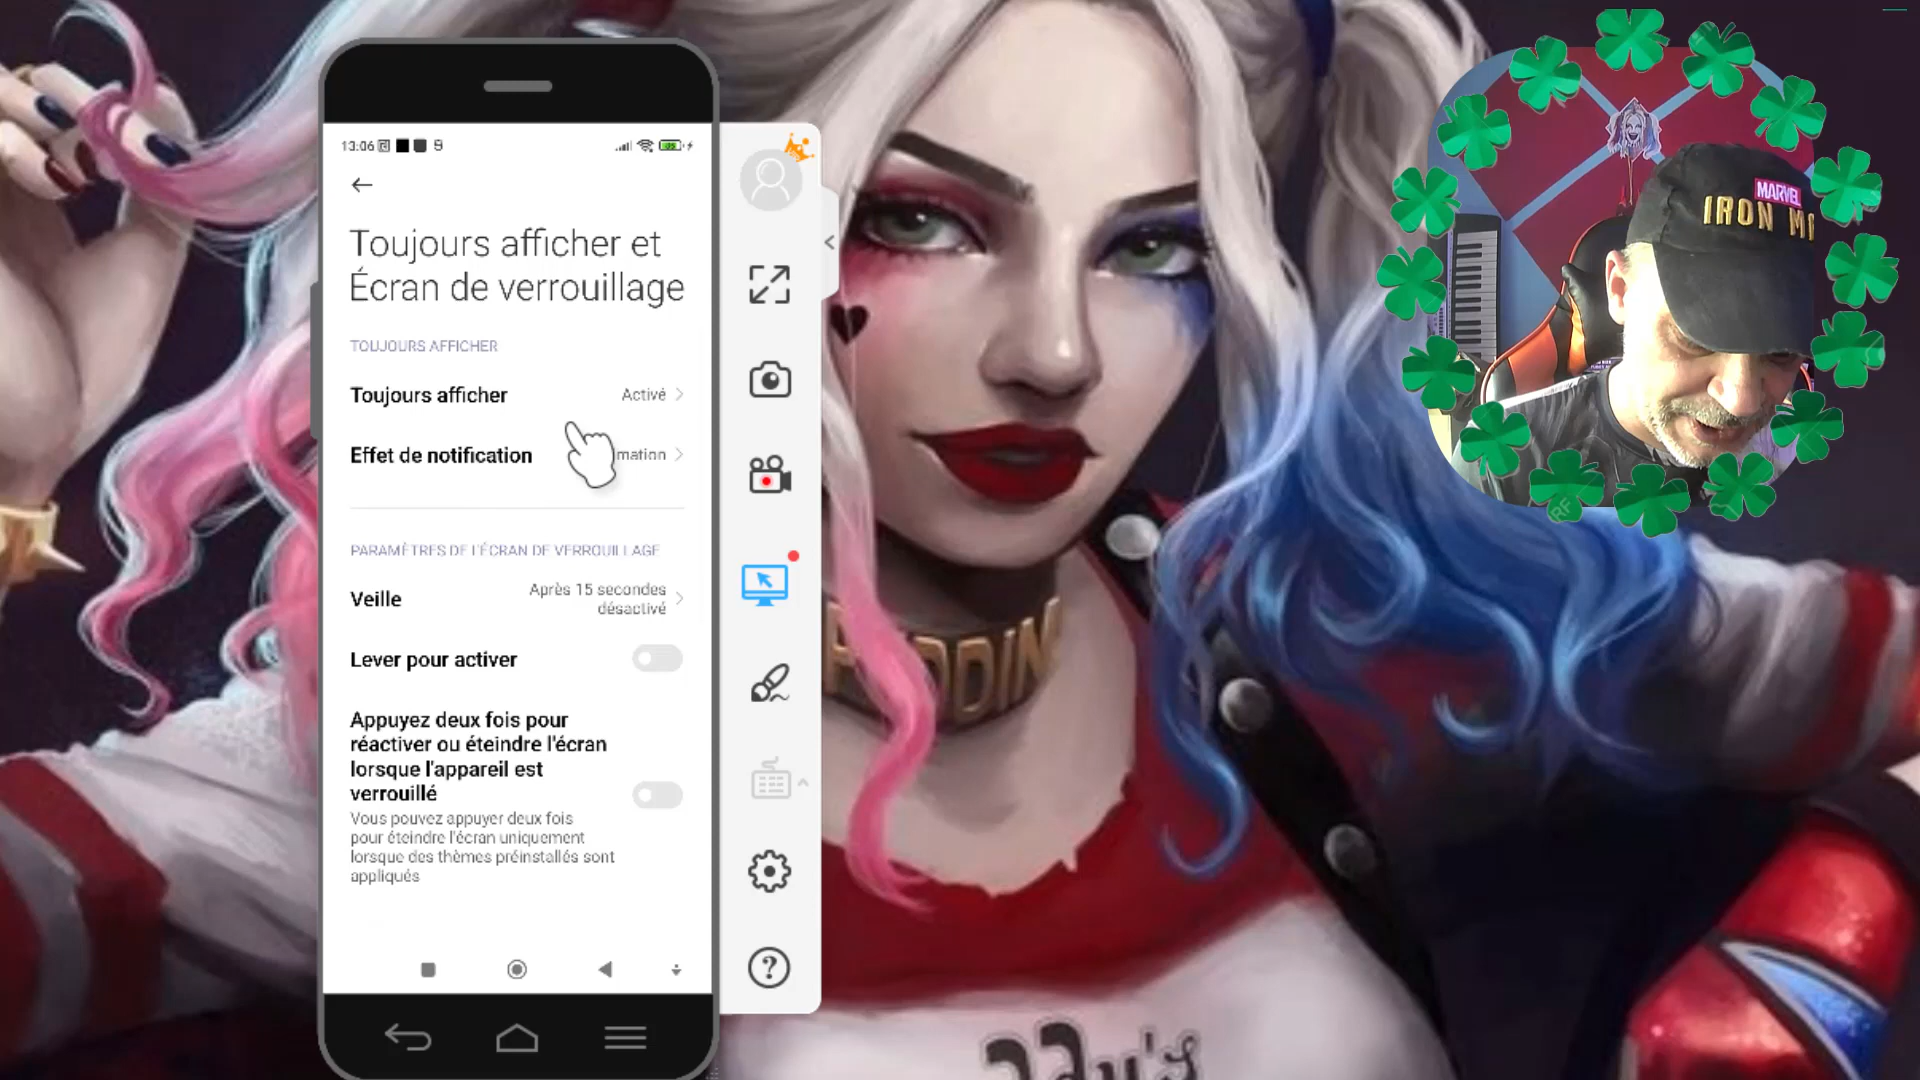 13:06
Toujours afficher et
Écran de verrouillage
TOUJOURS AFFICHER
Toujours afficher
Activé
Effet de notification
mation
PARAMÈTRES DE L'ÉCRAN DE VERROUILLAGE
Veille
Après 15 secondes
désactivé
Lever pour activer
Appuyez deux fois pour
réactiver ou éteindre l'écran
lorsque l'appareil est
verrouillé
Vous pouvez appuyer deux fois
pour éteindre l'écran uniquement
lorsque des thèmes préinstallés sont
appliqués
MARVEL
IRON
RF